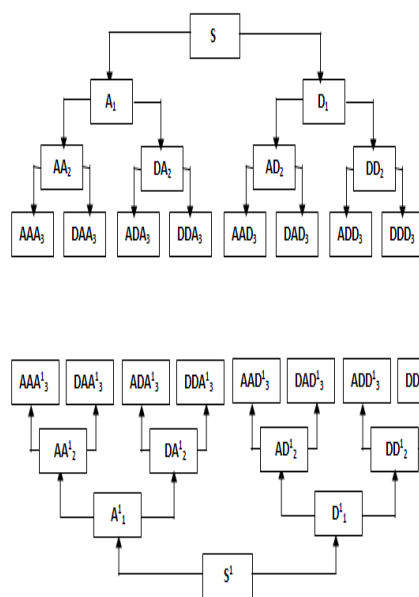 S
A₁ D₁
AA₂ DA₂ AD₂ DD₂
AAA₃ DAA₃ ADA₃ DDA₃ AAD₃ DAD₃ ADD₃ DDD₃
AAA¹₃ DAA¹₃ ADA¹₃ DDA¹₃ AAD¹₃ DAD¹₃ ADD¹₃ DD
AA¹₂ DA¹₂ AD¹₂ DD¹₂
A¹₁ D¹₁
S¹